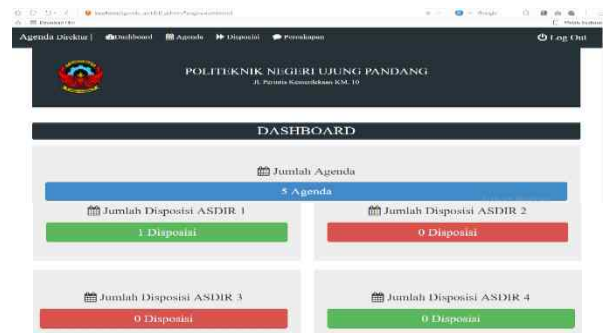 Agenda Direktur | Dashboard Agenda Disposisi Percakapan Log Out
POLITEKNIK NEGERI UJUNG PANDANG
Jl. Perintis Kemerdekaan KM. 10
DASHBOARD
Jumlah Agenda
5 Agenda
Jumlah Disposisi ASDIR 1
1 Disposisi
Jumlah Disposisi ASDIR 2
0 Disposisi
Jumlah Disposisi ASDIR 3
0 Disposisi
Jumlah Disposisi ASDIR 4
0 Disposisi